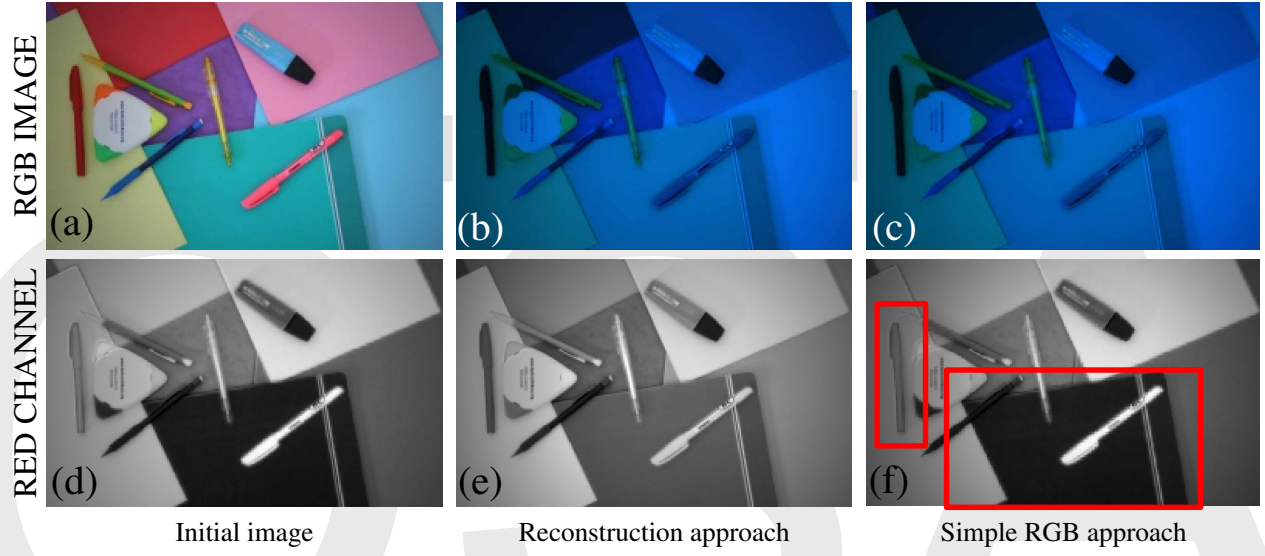 RGB IMAGE
(a)
(b)
(c)
RED CHANNEL
(d)
(e)
(f)
Initial image
Reconstruction approach
Simple RGB approach